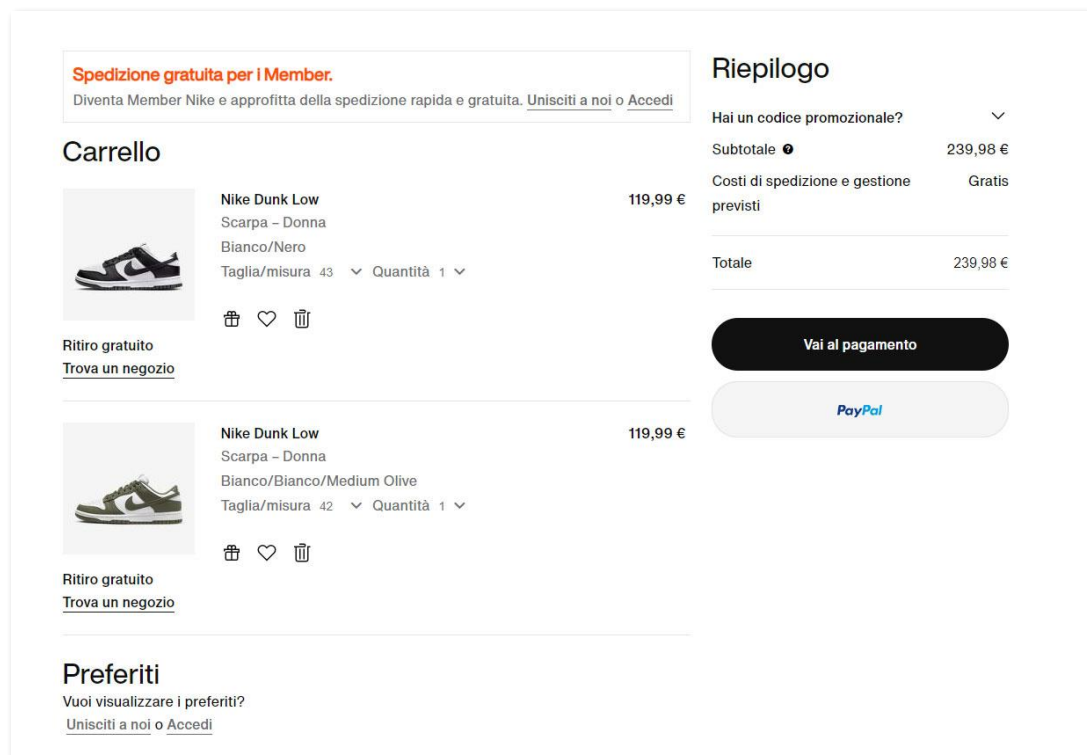 Spedizione gratuita per i Member.
Diventa Member Nike e approfitta della spedizione rapida e gratuita. Unisciti a noi o Accedi
Carrello
Nike Dunk Low
119,99 €
Scarpa – Donna
Bianco/Nero
Taglia/misura 43 Quantità 1
Ritiro gratuito
Trova un negozio
Nike Dunk Low
119,99 €
Scarpa – Donna
Bianco/Bianco/Medium Olive
Taglia/misura 42 Quantità 1
Ritiro gratuito
Trova un negozio
Preferiti
Vuoi visualizzare i preferiti?
Unisciti a noi o Accedi
Riepilogo
Hai un codice promozionale?
Subtotale 239,98 €
Costi di spedizione e gestione Gratis
previsti
Totale 239,98 €
Vai al pagamento
PayPal